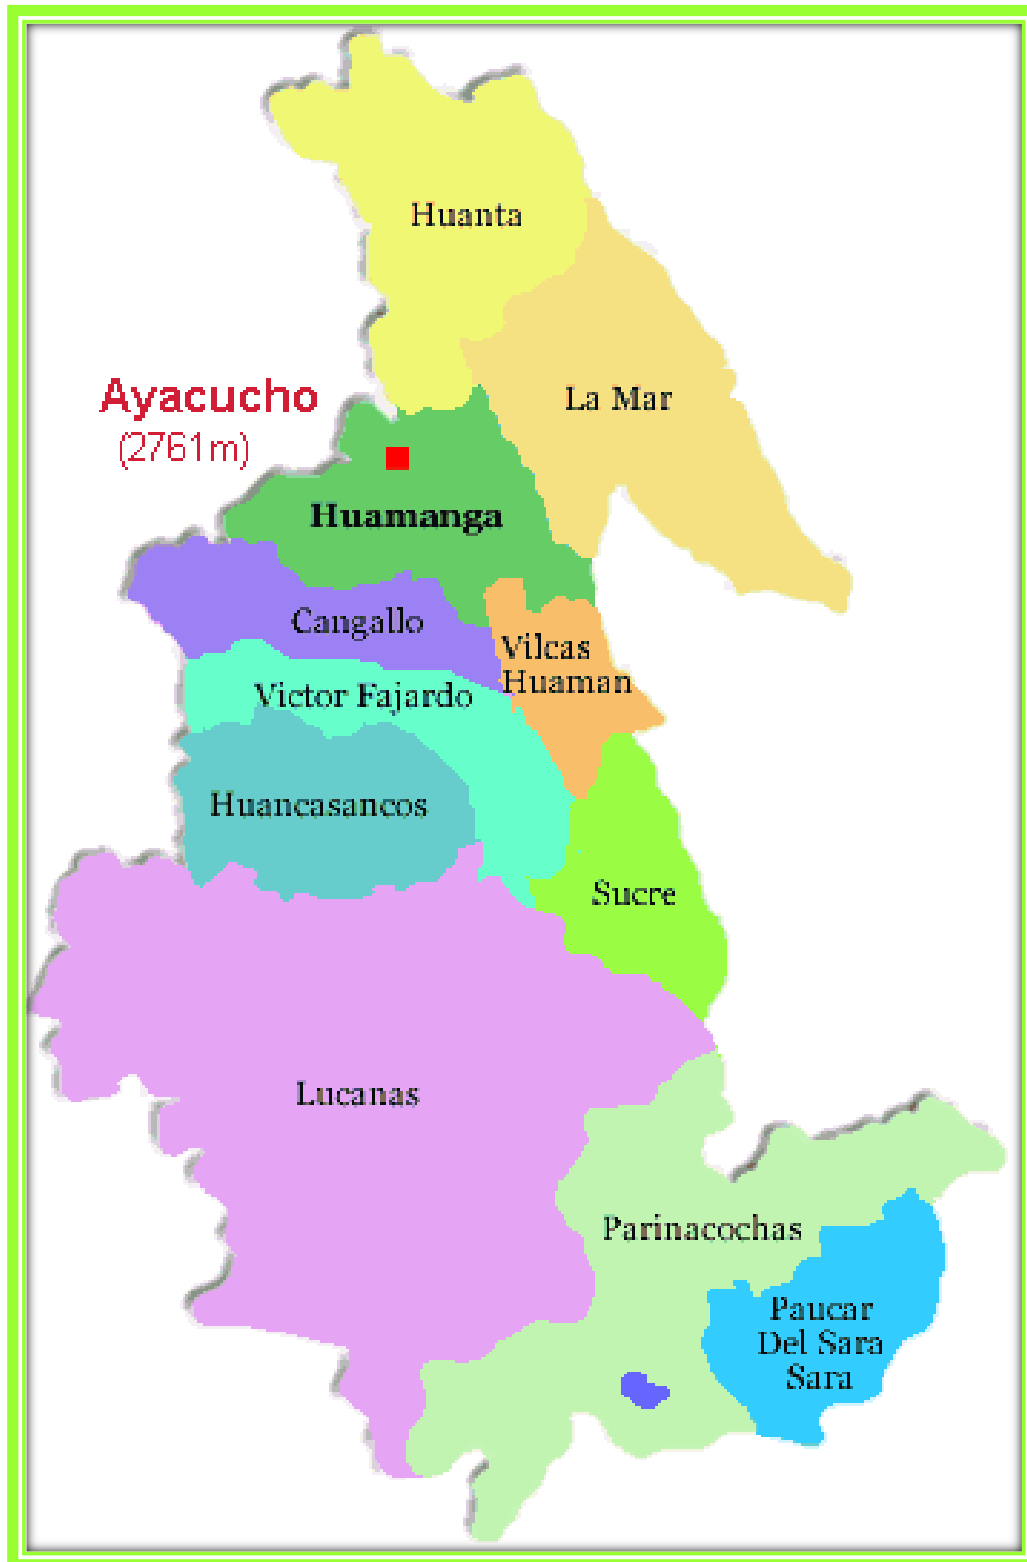 Huanta
Ayacucho
(2761m)
La Mar
Huamanga
Cangallo
Vilcas
Huaman
Victor Fajardo
Huancasancos
Sucre
Lucanas
Parinacochas
Paucar
Del Sara
Sara